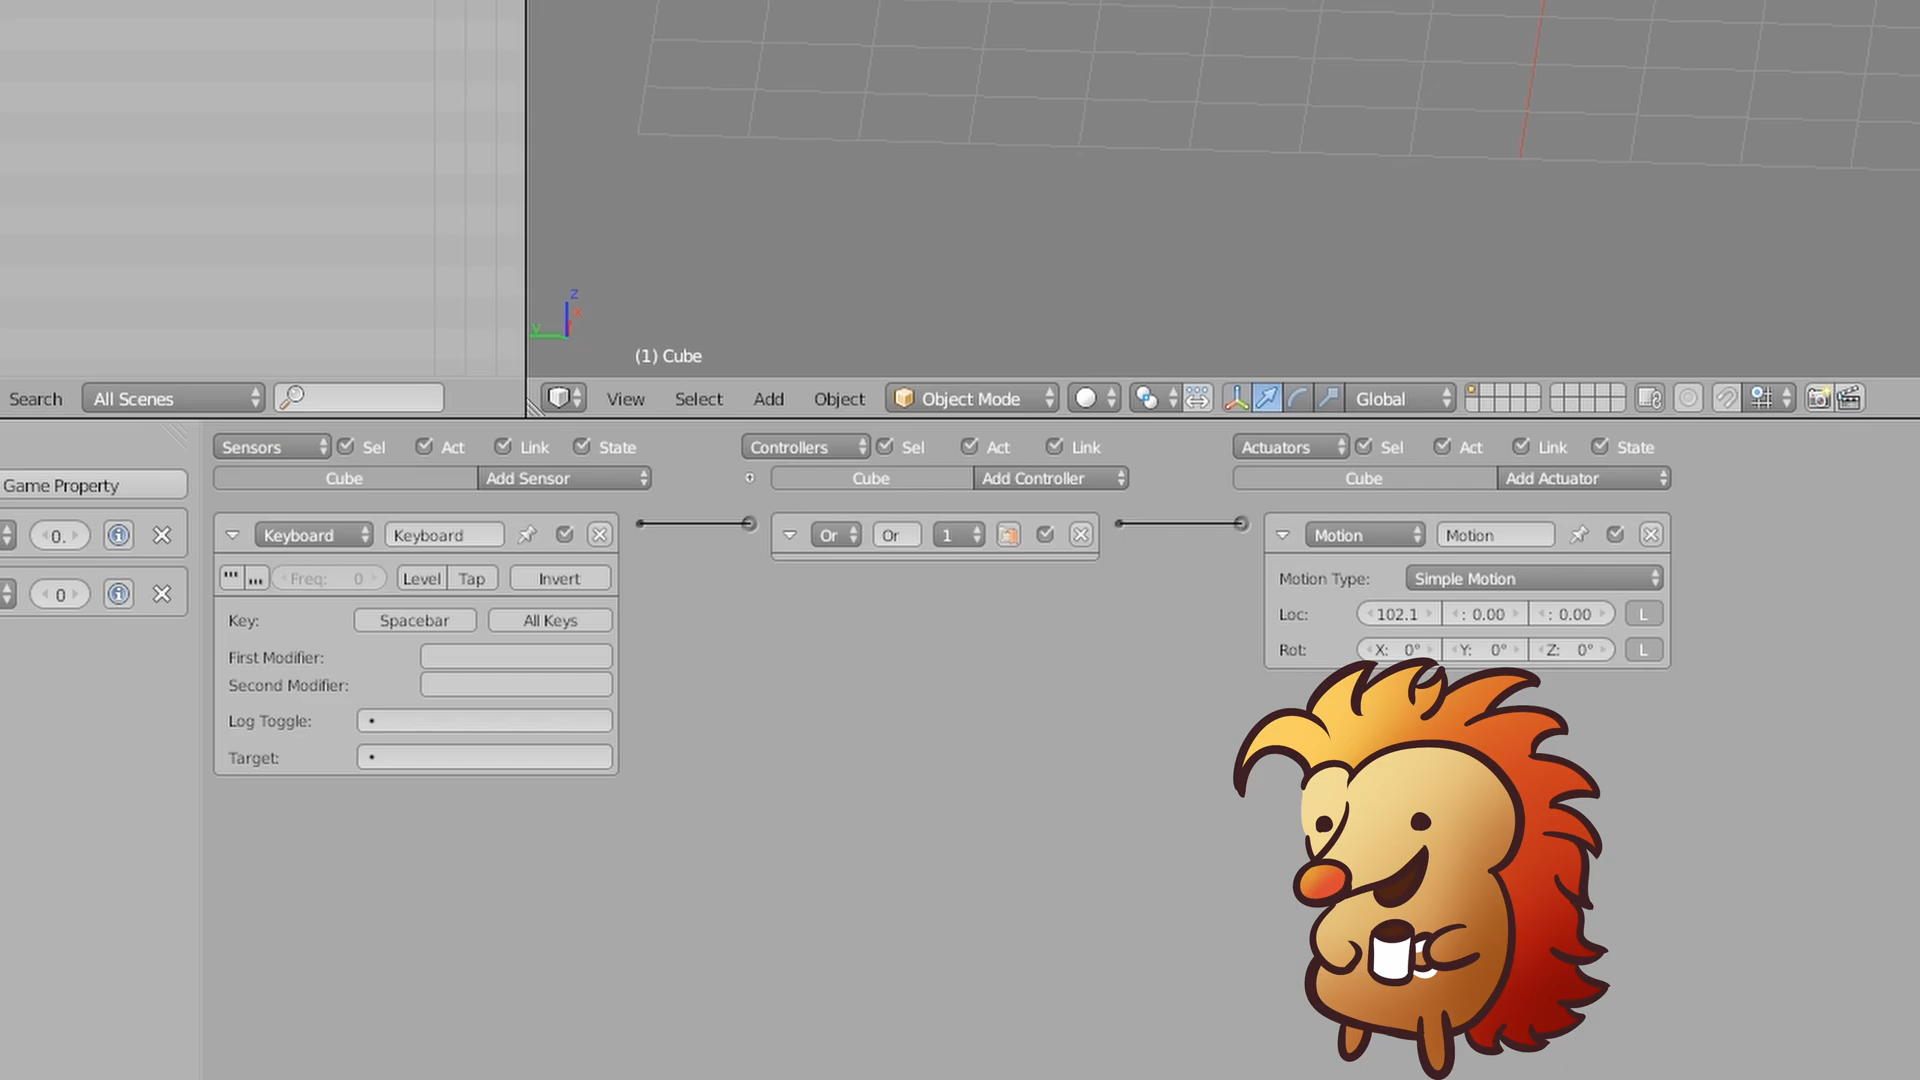 z
x
y
(1) Cube
Search All Scenes
View Select Add Object Object Mode Global
Sensors Sel Act Link State Controllers Sel Act Link Actuators Sel Act Link State
Cube Add Sensor Cube Add Controller Cube Add Actuator
Game Property
0. Keyboard Keyboard Or Or 1 Motion Motion
Freq: 0 Level Tap Invert Motion Type: Simple Motion
0
Key: Spacebar All Keys Loc: 102.1 : 0.00 : 0.00 L
First Modifier: Rot: X: 0° Y: 0° Z: 0° L
Second Modifier:
Log Toggle:
Target: